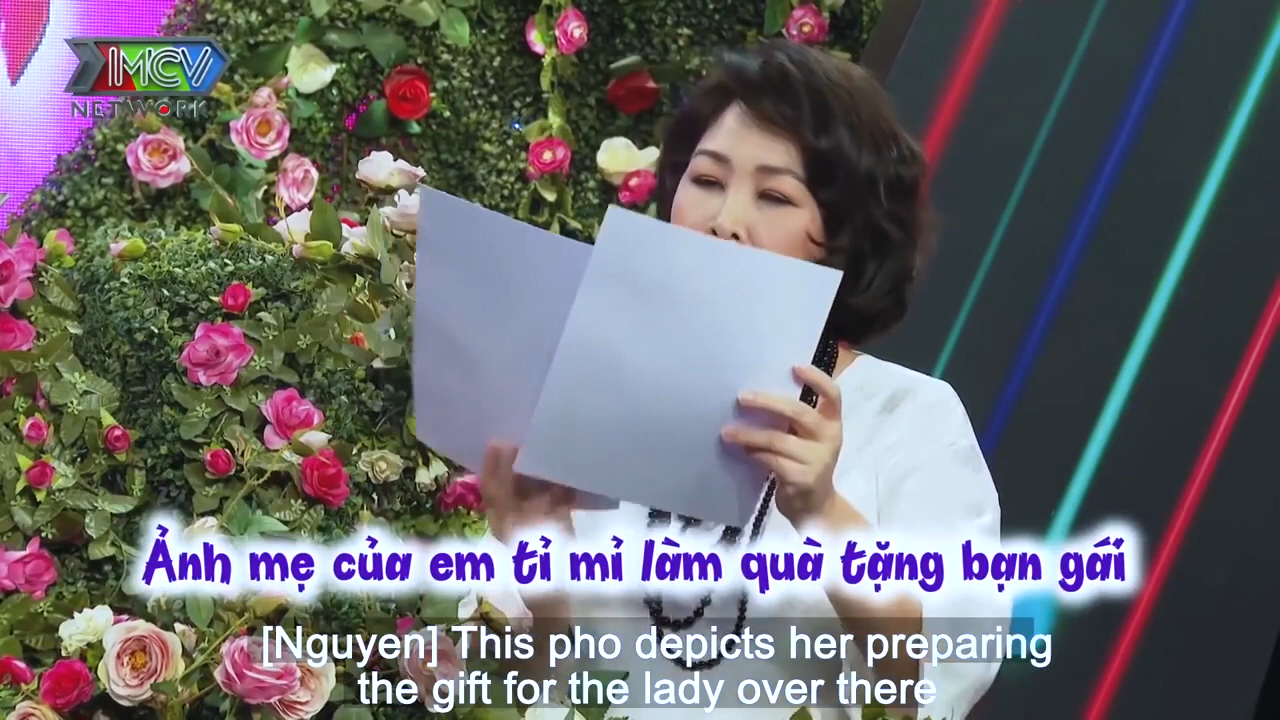 MCV
NETWORK
Ảnh mẹ của em tỉ mỉ làm quà tặng bạn gái
[Nguyen] This pho depicts her preparing
the gift for the lady over there